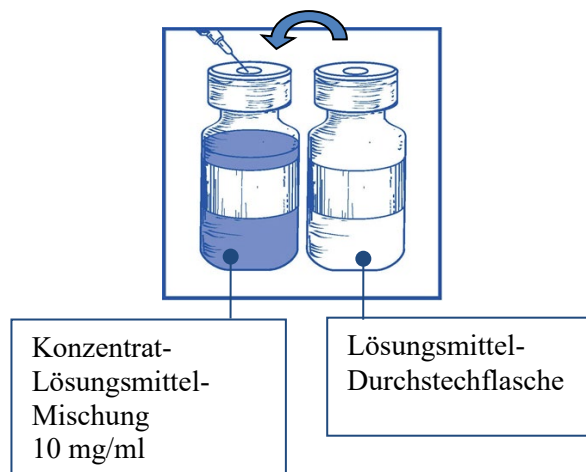 Konzentrat-
Lösungsmittel-
Mischung
10 mg/ml
Lösungsmittel-
Durchstechflasche